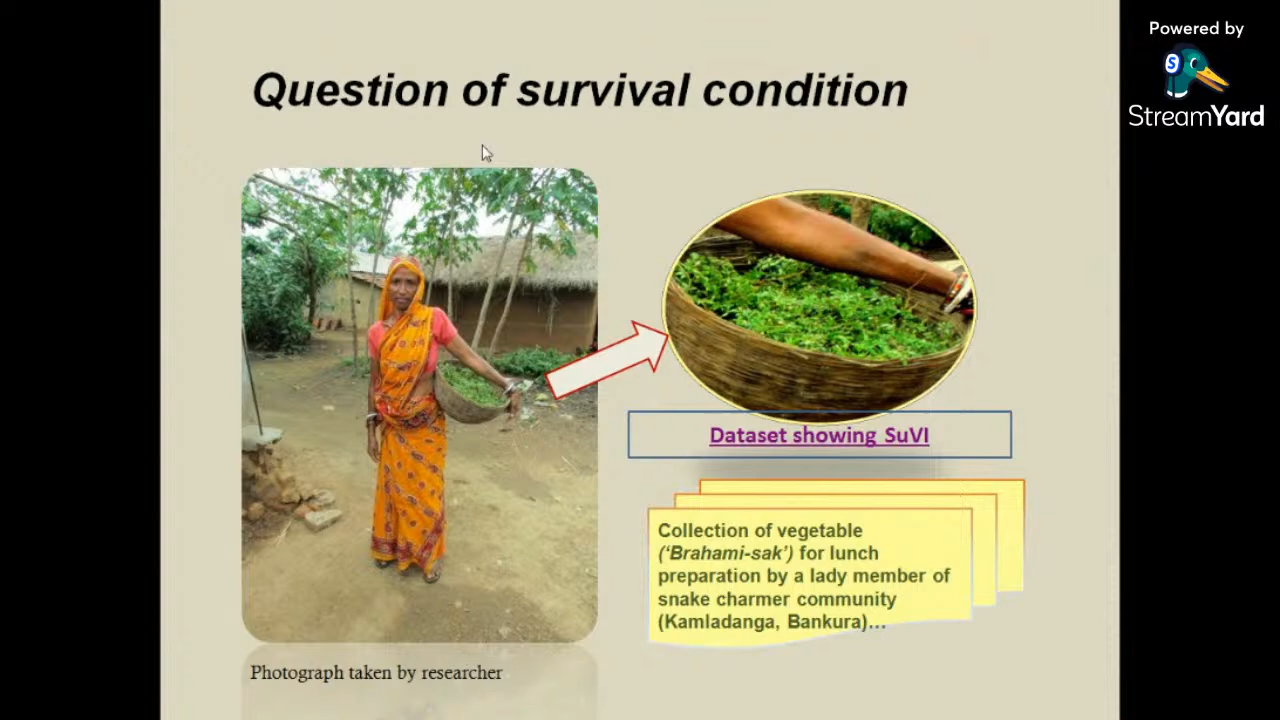 Powered by
StreamYard
Question of survival condition
Dataset showing SuVI
Collection of vegetable
(‘Brahami-sak’) for lunch
preparation by a lady member of
snake charmer community
(Kamladanga, Bankura)…
Photograph taken by researcher